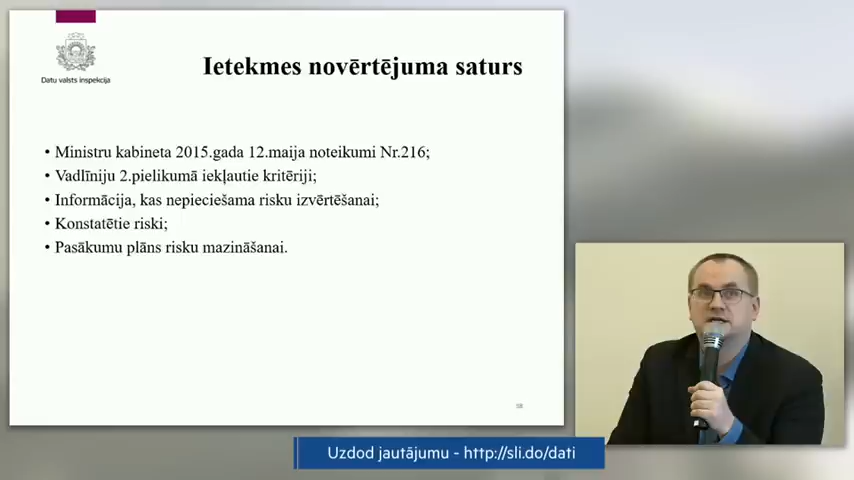 Datu valsts inspekcija
Ietekmes novērtējuma saturs
• Ministru kabineta 2015.gada 12.maija noteikumi Nr.216;
• Vadlīniju 2.pielikumā iekļautie kritēriji;
• Informācija, kas nepieciešama risku izvērtēšanai;
• Konstatētie riski;
• Pasākumu plāns risku mazināšanai.
58
Uzdod jautājumu - http://sli.do/dati